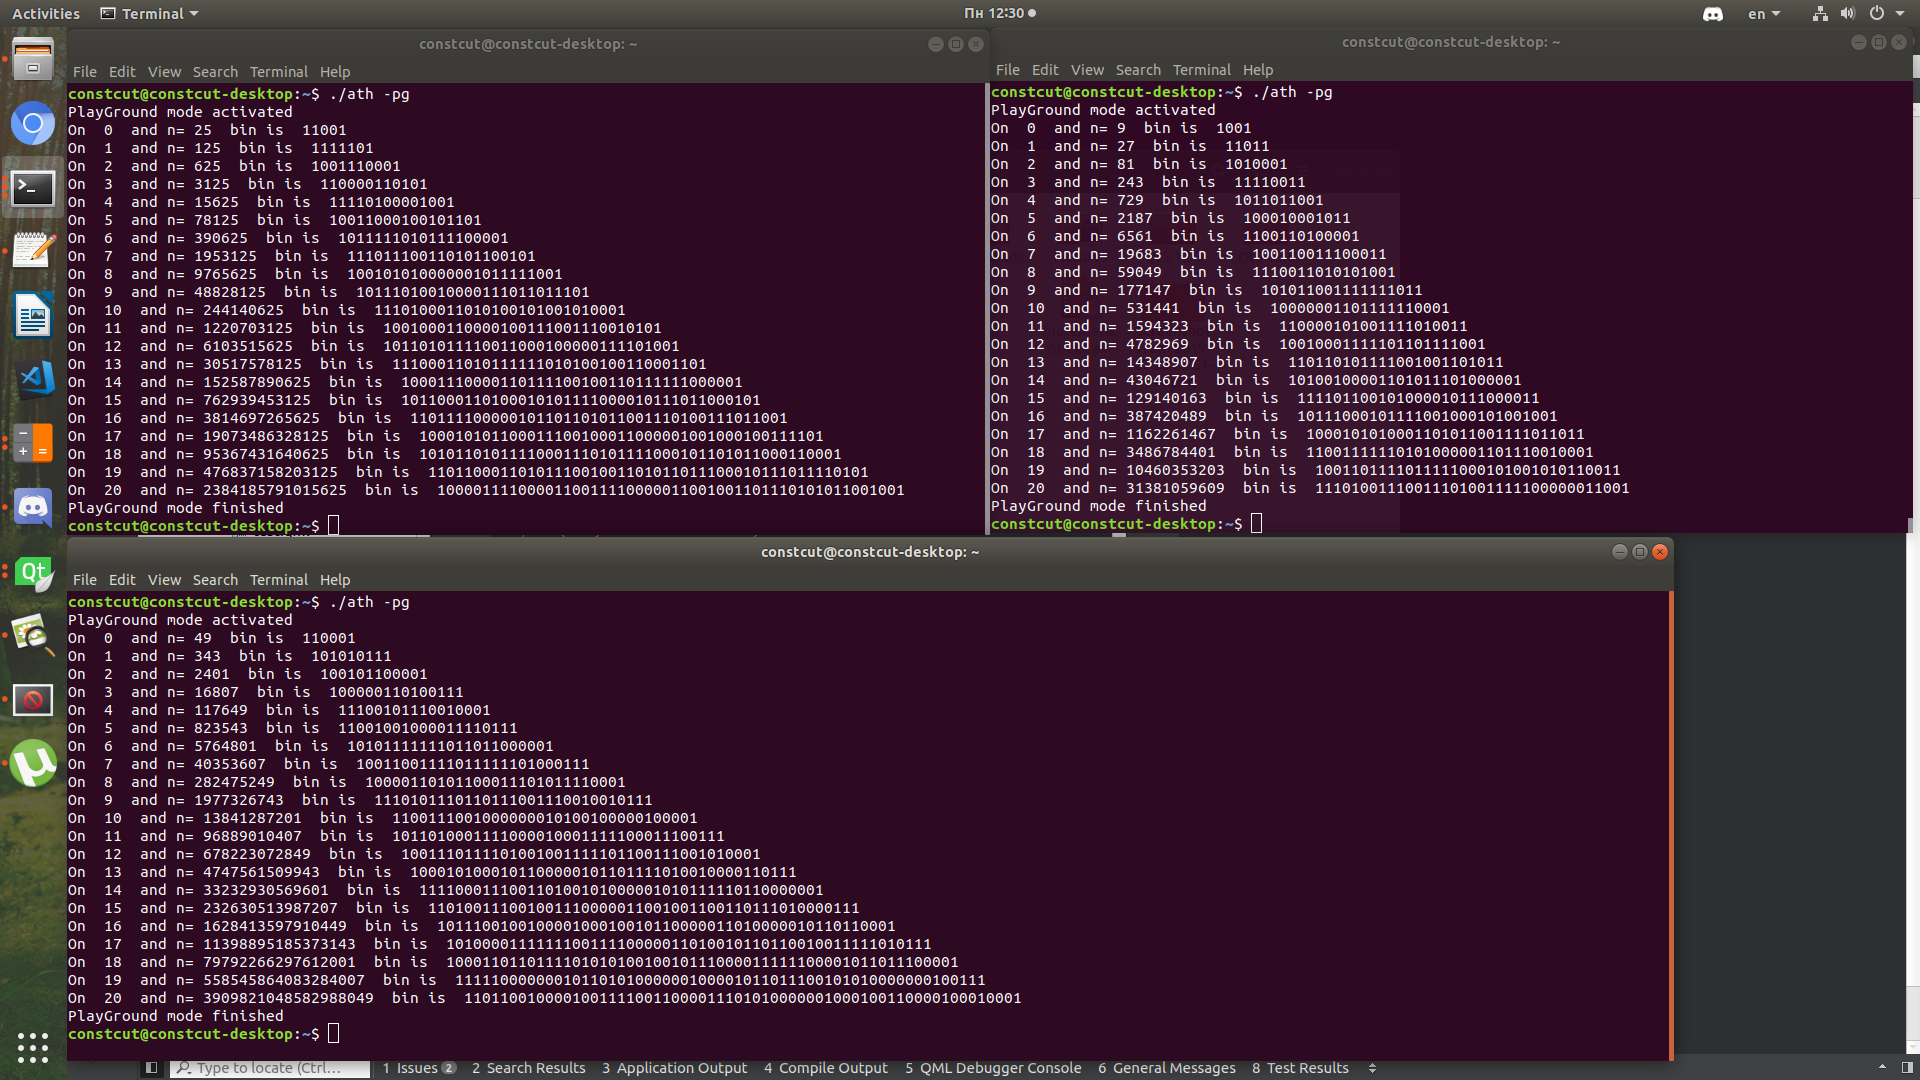 Activities Terminal Пн 12:30 en
constcut@constcut-desktop: ~
File Edit View Search Terminal Help
constcut@constcut-desktop:~$ ./ath -pg
PlayGround mode activated
On 0 and n= 25 bin is 11001
On 1 and n= 125 bin is 1111101
On 2 and n= 625 bin is 1001110001
On 3 and n= 3125 bin is 110000110101
On 4 and n= 15625 bin is 11110100001001
On 5 and n= 78125 bin is 10011000100101101
On 6 and n= 390625 bin is 1011111010111100001
On 7 and n= 1953125 bin is 111011100110101100101
On 8 and n= 9765625 bin is 100101010000001011111001
On 9 and n= 48828125 bin is 10111010010000111011011101
On 10 and n= 244140625 bin is 1110100011010100101001010001
On 11 and n= 1220703125 bin is 1001000110000100111001110010101
On 12 and n= 6103515625 bin is 101101011110011000100000111101001
On 13 and n= 30517578125 bin is 11100011010111111010100100110001101
On 14 and n= 152587890625 bin is 10001110000110111100100110111111000001
On 15 and n= 762939453125 bin is 1011000110100010101111000010111011000101
On 16 and n= 3814697265625 bin is 110111100000101101101011001110100111011001
On 17 and n= 19073486328125 bin is 100010101100011100100011000001001000100111101
On 18 and n= 95367431640625 bin is 10101101011110001110101111000101101011000110001
On 19 and n= 476837158203125 bin is 1101100011010111001001101011011100010111011110101
On 20 and n= 2384185791015625 bin is 1000011110000110011110000011001001101110101011001001
PlayGround mode finished
constcut@constcut-desktop:~$
constcut@constcut-desktop: ~
File Edit View Search Terminal Help
constcut@constcut-desktop:~$ ./ath -pg
PlayGround mode activated
On 0 and n= 9 bin is 1001
On 1 and n= 27 bin is 11011
On 2 and n= 81 bin is 1010001
On 3 and n= 243 bin is 11110011
On 4 and n= 729 bin is 1011011001
On 5 and n= 2187 bin is 100010001011
On 6 and n= 6561 bin is 1100110100001
On 7 and n= 19683 bin is 100110011100011
On 8 and n= 59049 bin is 1110011010101001
On 9 and n= 177147 bin is 101011001111111011
On 10 and n= 531441 bin is 10000001101111110001
On 11 and n= 1594323 bin is 110000101001111010011
On 12 and n= 4782969 bin is 10010001111101101111001
On 13 and n= 14348907 bin is 110110101111001001101011
On 14 and n= 43046721 bin is 10100100001101011101000001
On 15 and n= 129140163 bin is 111101100101000010111000011
On 16 and n= 387420489 bin is 10111000101111001000101001001
On 17 and n= 1162261467 bin is 1000101010001101011001111011011
On 18 and n= 3486784401 bin is 11001111110101000001101110010001
On 19 and n= 10460353203 bin is 1001101111011111000101001010110011
On 20 and n= 31381059609 bin is 11101001110011101001111100000011001
PlayGround mode finished
constcut@constcut-desktop:~$
constcut@constcut-desktop: ~
File Edit View Search Terminal Help
constcut@constcut-desktop:~$ ./ath -pg
PlayGround mode activated
On 0 and n= 49 bin is 110001
On 1 and n= 343 bin is 101010111
On 2 and n= 2401 bin is 100101100001
On 3 and n= 16807 bin is 100000110100111
On 4 and n= 117649 bin is 11100101110010001
On 5 and n= 823543 bin is 11001001000011110111
On 6 and n= 5764801 bin is 10101111111011011000001
On 7 and n= 40353607 bin is 10011001111011111101000111
On 8 and n= 282475249 bin is 10000110101100011101011110001
On 9 and n= 1977326743 bin is 1110101110110111001110010010111
On 10 and n= 13841287201 bin is 1100111001000000010100100000100001
On 11 and n= 96889010407 bin is 1011010001111000010001111100011100111
On 12 and n= 678223072849 bin is 1001110111101001001111101100111001010001
On 13 and n= 4747561509943 bin is 1000101000101100000101101111010010000110111
On 14 and n= 33232930569601 bin is 111100011100110100101000001010111110110000001
On 15 and n= 232630513987207 bin is 110100111001001110000011001001100110111010000111
On 16 and n= 1628413597910449 bin is 101110010010000100010010110000011010000010110110001
On 17 and n= 11398895185373143 bin is 101000011111110011110000011010010110110010011111010111
On 18 and n= 79792266297612001 bin is 100011011011110101010010010111000011111100001011011100001
On 19 and n= 558545864083284007 bin is 11111000000010110101000000100001011011100101010000000100111
On 20 and n= 3909821048582988049 bin is 11011001000010011110011000011101010000001000100110000100010001
PlayGround mode finished
constcut@constcut-desktop:~$
Type to locate (Ctrl... 1 Issues 2 2 Search Results 3 Application Output 4 Compile Output 5 QML Debugger Console 6 General Messages 8 Test Results